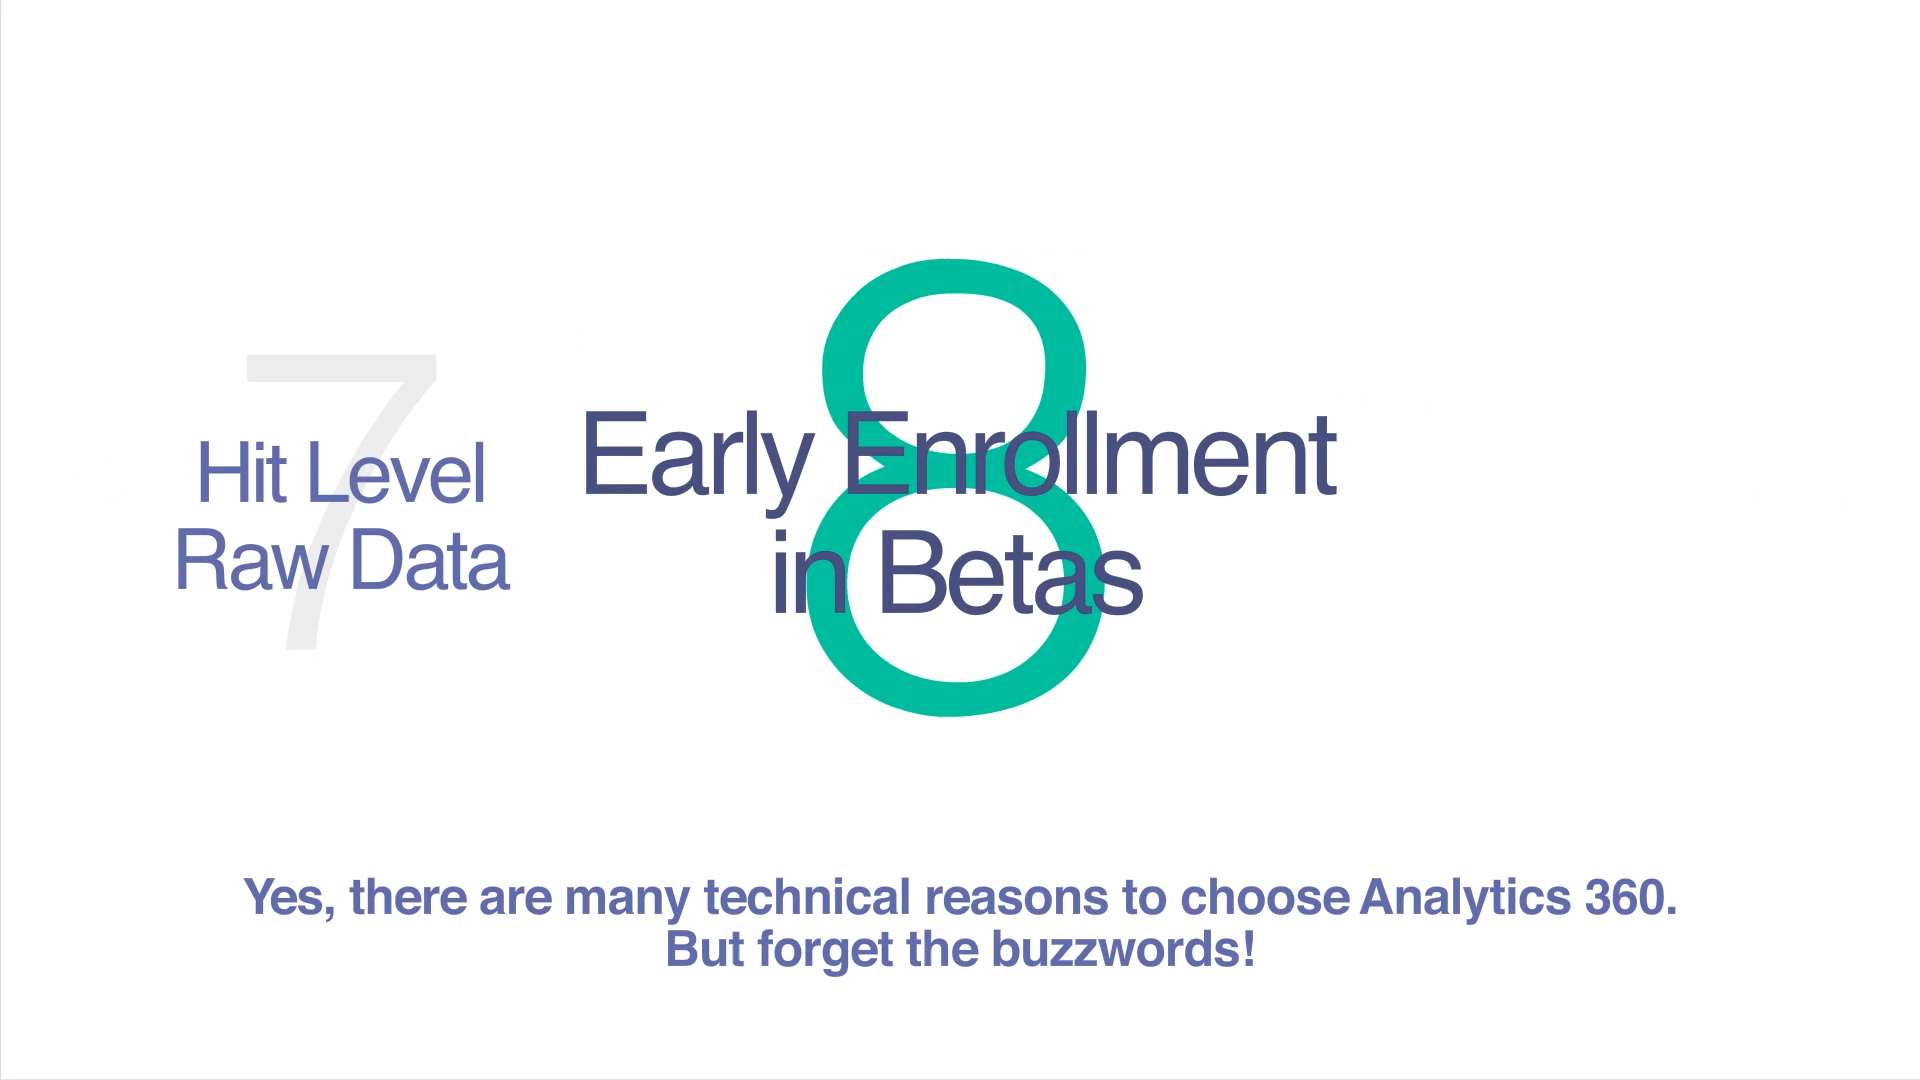 7
Hit Level
Raw Data
8
Early Enrollment
in Betas
Yes, there are many technical reasons to choose Analytics 360.
But forget the buzzwords!